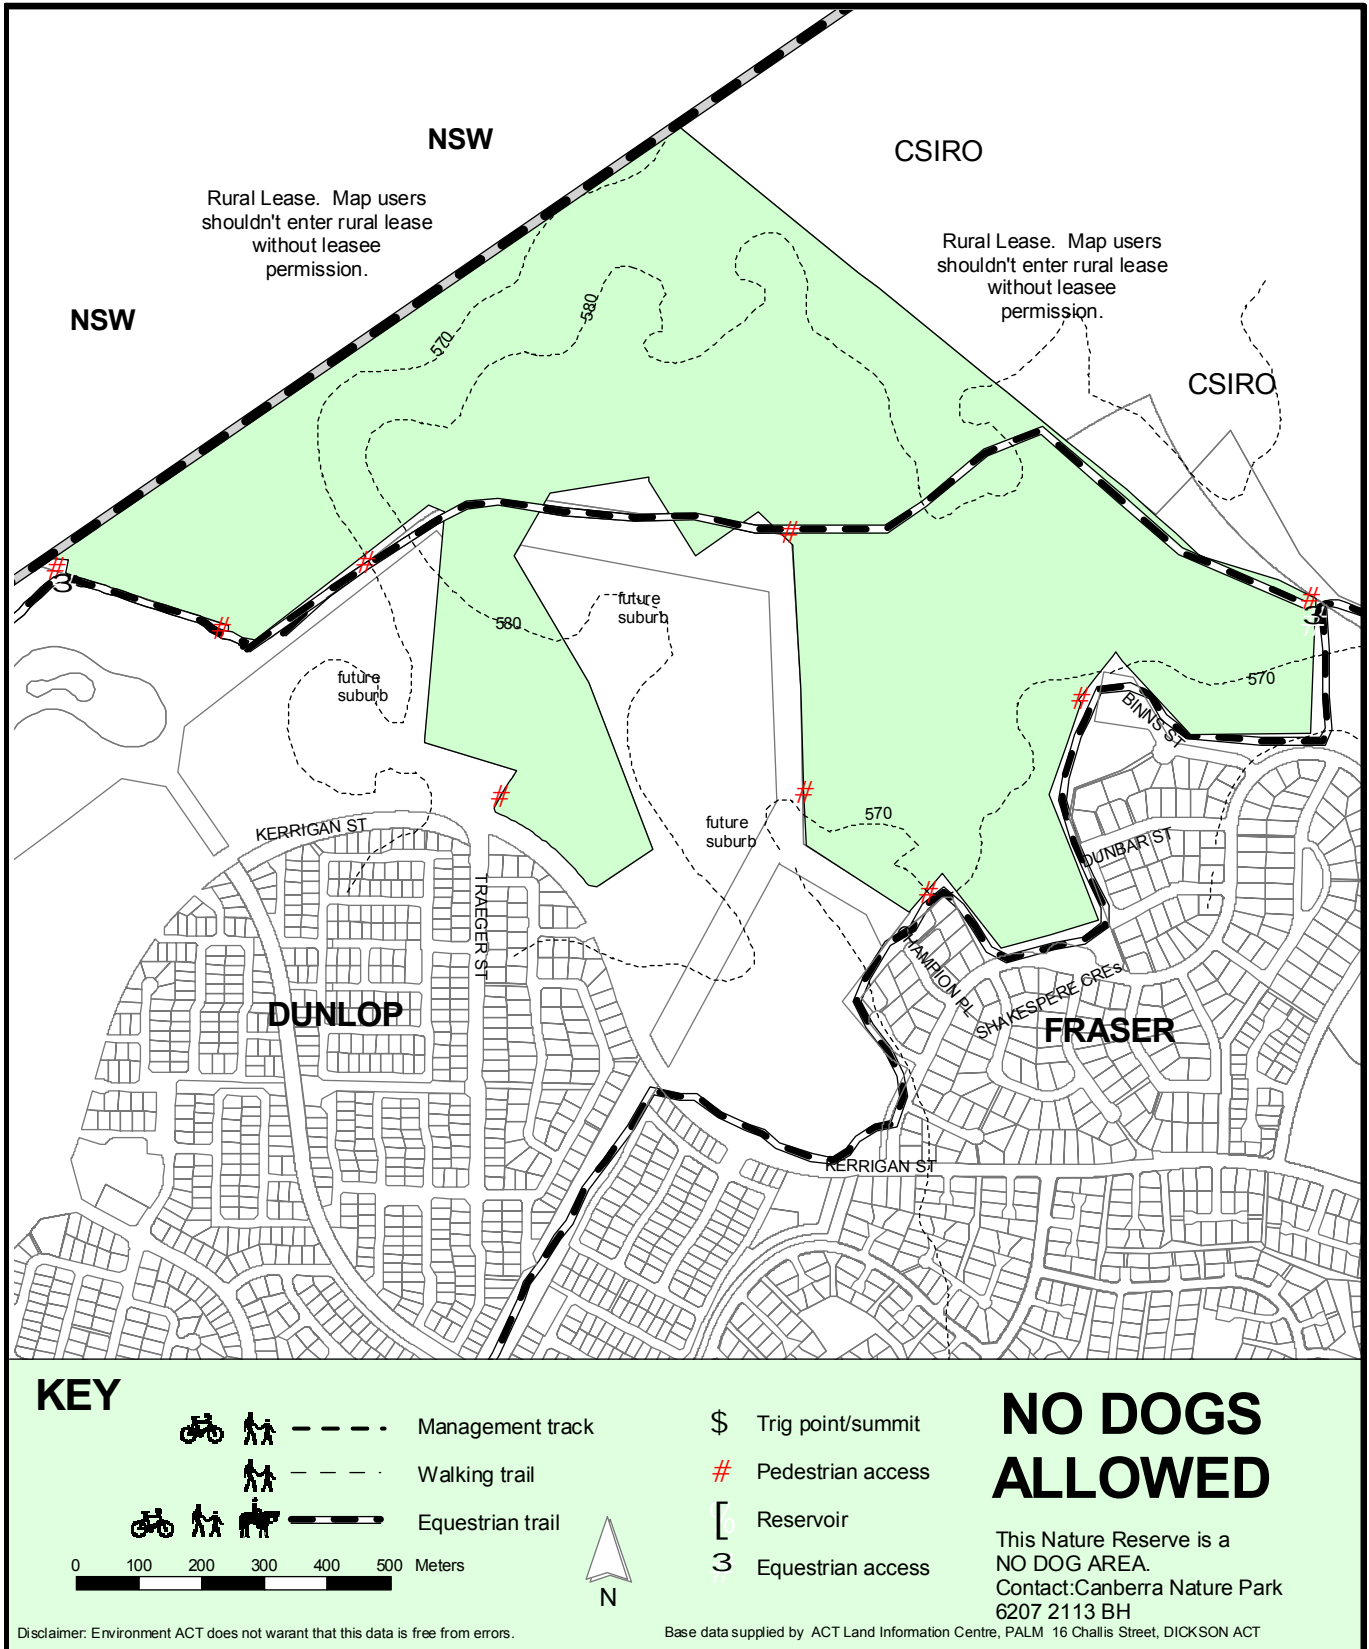 NSW
CSIRO
Rural Lease. Map users
shouldn't enter rural lease
without leasee
permission.
Rural Lease. Map users
shouldn't enter rural lease
without leasee
permission.
NSW
580
570
CSIRO
#
#
#
3
#
#
3
future
suburb
580
future
suburb
570
#
BINNS ST
#
#
570
future
suburb
KERRIGAN ST
DUNBAR ST
TRAEGER ST
#
CHAMPION PL
SHAKESPERE CREs
DUNLOP
FRASER
KERRIGAN ST
KEY
Management track
Walking trail
Equestrian trail
0 100 200 300 400 500 Meters
N
$ Trig point/summit
# Pedestrian access
[ Reservoir
3 Equestrian access
NO DOGS
ALLOWED
This Nature Reserve is a
NO DOG AREA.
Contact:Canberra Nature Park
6207 2113 BH
Disclaimer: Environment ACT does not warant that this data is free from errors.
Base data supplied by ACT Land Information Centre, PALM 16 Challis Street, DICKSON ACT